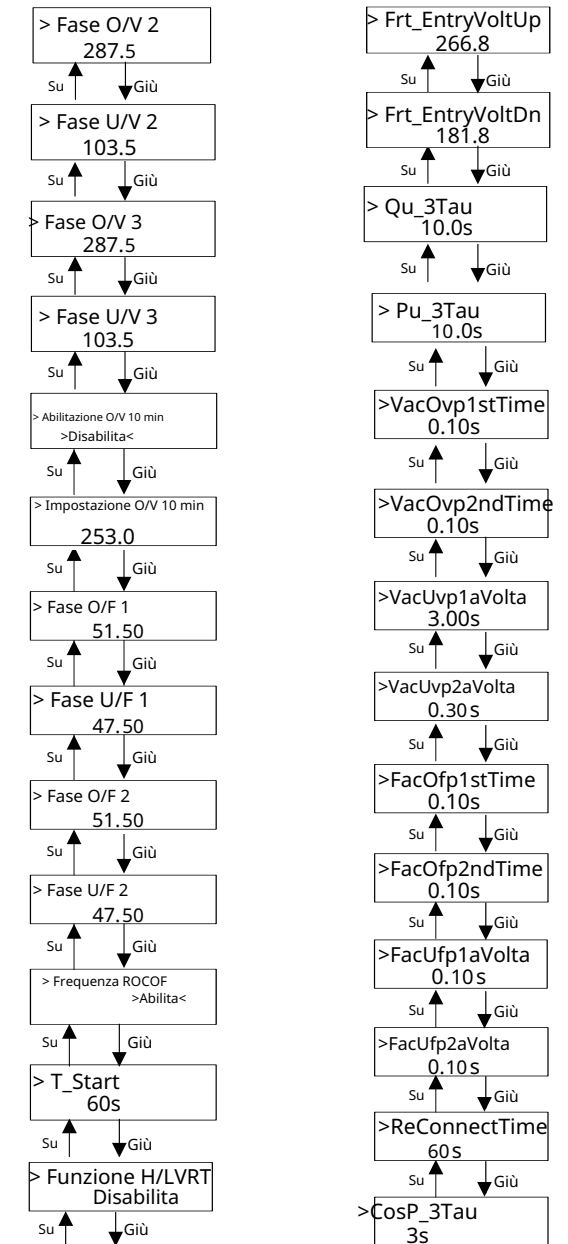 > Fase O/V 2
287.5
Su
Giù
> Fase U/V 2
103.5
Su
Giù
> Fase O/V 3
287.5
Su
Giù
> Fase U/V 3
103.5
Su
Giù
> Abilitazione O/V 10 min
>Disabilita<
Su
Giù
> Impostazione O/V 10 min
253.0
Su
Giù
> Fase O/F 1
51.50
Su
Giù
> Fase U/F 1
47.50
Su
Giù
> Fase O/F 2
51.50
Su
Giù
> Fase U/F 2
47.50
Su
Giù
> Frequenza ROCOF
>Abilita<
Su
Giù
> T_Start
60s
Su
Giù
> Funzione H/LVRT
Disabilita
Su
Giù
> Frt_EntryVoltUp
266.8
Su
Giù
> Frt_EntryVoltDn
181.8
Su
Giù
> Qu_3Tau
10.0s
Su
Giù
> Pu_3Tau
10.0s
Su
Giù
>VacOvp1stTime
0.10s
Su
Giù
>VacOvp2ndTime
0.10s
Su
Giù
>VacUvp1aVolta
3.00s
Su
Giù
>VacUvp2aVolta
0.30s
Su
Giù
>FacOfp1stTime
0.10s
Su
Giù
>FacOfp2ndTime
0.10s
Su
Giù
>FacUfp1aVolta
0.10s
Su
Giù
>FacUfp2aVolta
0.10s
Su
Giù
>ReConnectTime
60s
Su
Giù
>CosP_3Tau
3s